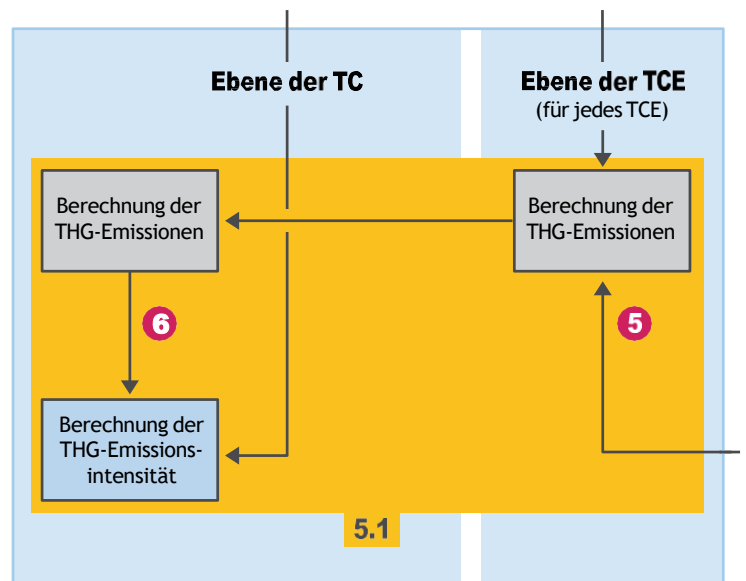 Ebene der TC
Ebene der TCE
(für jedes TCE)
Berechnung der
THG-Emissionen
Berechnung der
THG-Emissionen
6
5
Berechnung der
THG-Emissions-
intensität
5.1